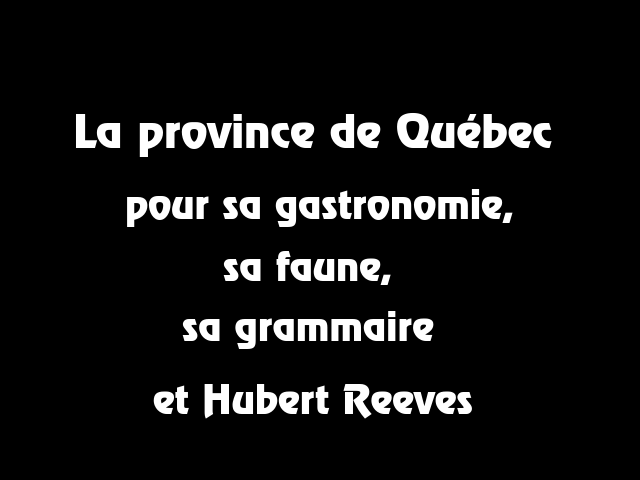 La province de Québec
pour sa gastronomie,
sa faune,
sa grammaire
et Hubert Reeves